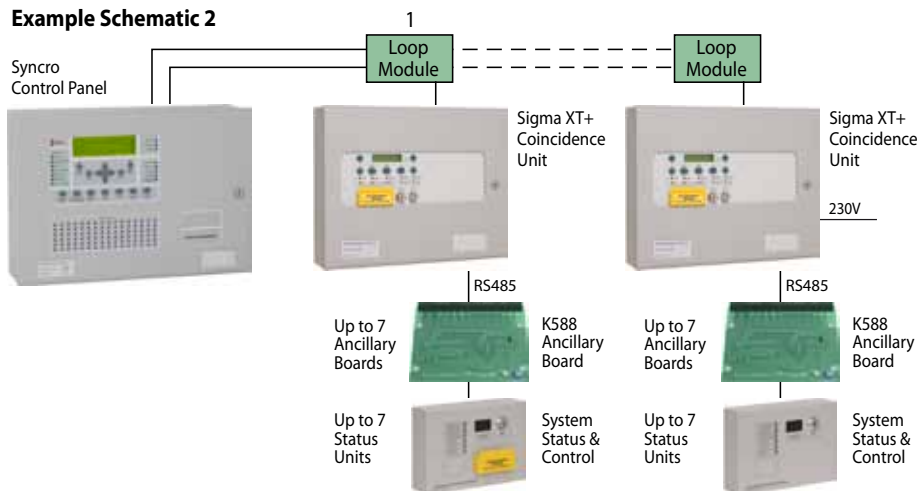 Example Schematic 2
1
Loop
Module
Loop
Module
Syncro
Control Panel
Sigma XT+
Coincidence
Unit
Sigma XT+
Coincidence
Unit
230V
RS485
RS485
Up to 7
Ancillary
Boards
K588
Ancillary
Board
Up to 7
Ancillary
Boards
K588
Ancillary
Board
Up to 7
Status
Units
System
Status &
Control
Up to 7
Status
Units
System
Status &
Control